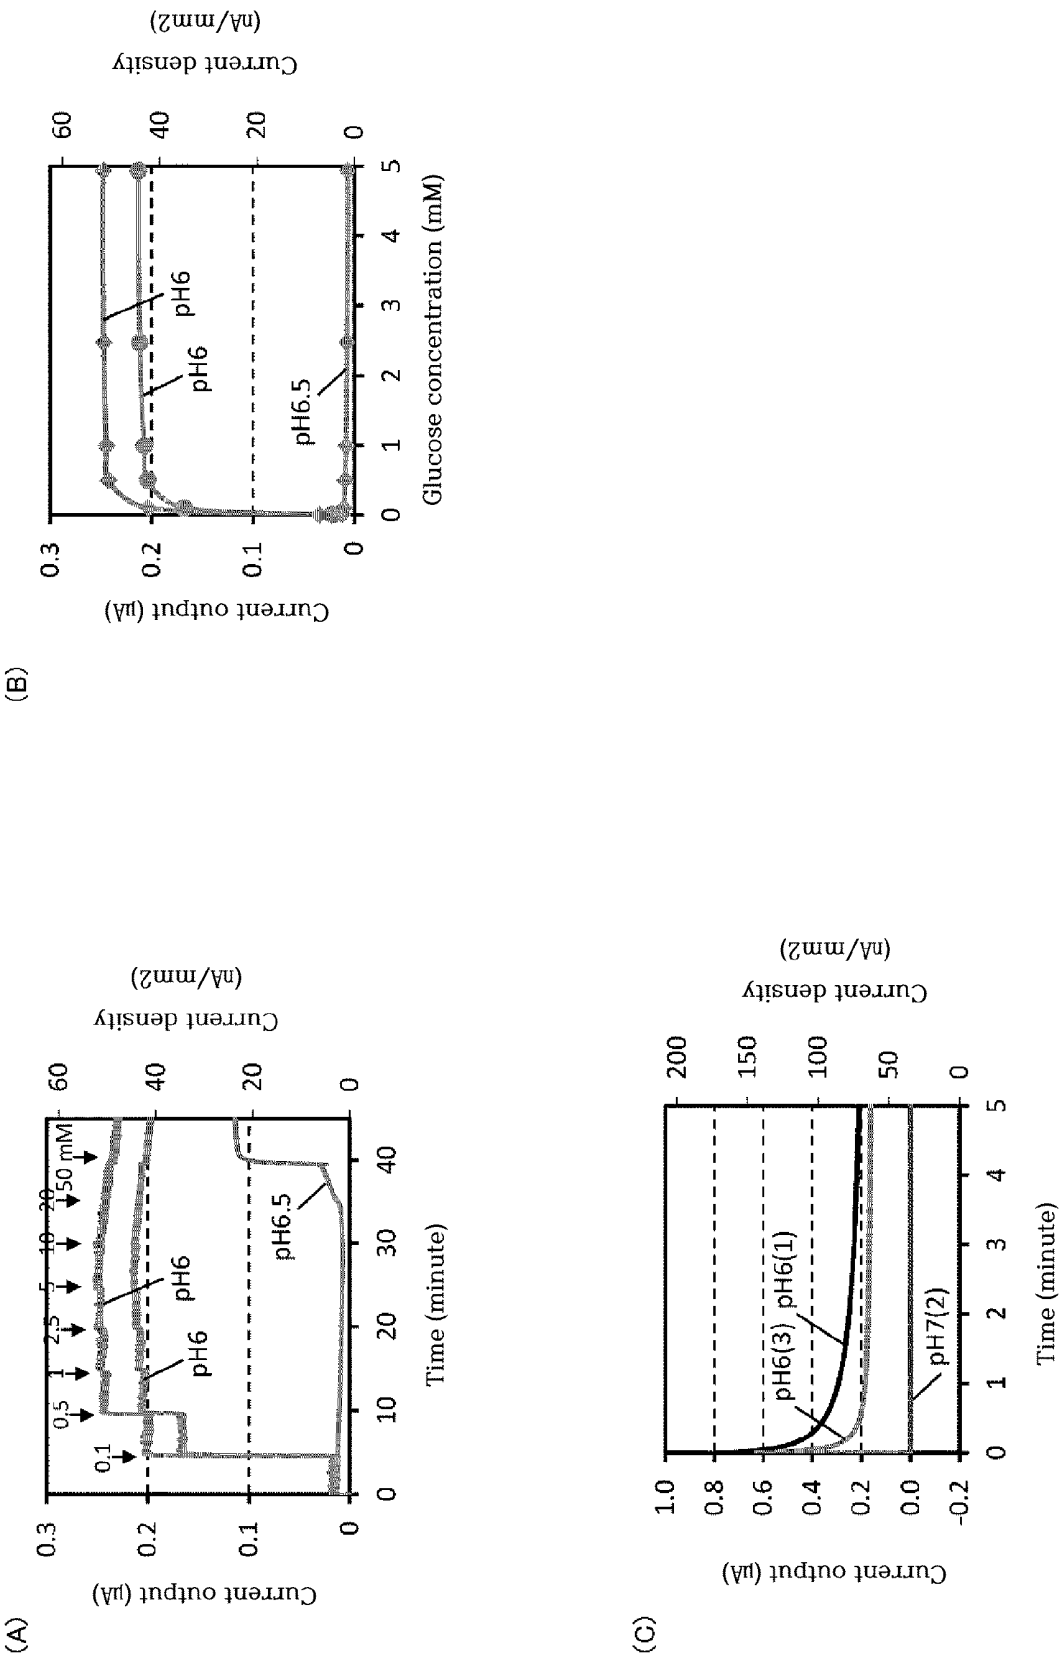 (A)
Current output (μA)
0.3
0.2
0.1
0
0.1
0.5
1
2.5
5
10
20
50 mM
pH6
pH6
pH6.5
0
10
20
30
40
Time (minute)
60
40
20
0
Current density
(nA/mm2)
(B)
Current output (μA)
0.3
0.2
0.1
0
pH6
pH6
pH6.5
0
1
2
3
4
5
Glucose concentration (mM)
60
40
20
0
Current density
(nA/mm2)
(C)
Current output (μA)
1.0
0.8
0.6
0.4
0.2
0.0
-0.2
pH6(3)
pH6(1)
pH7(2)
0
1
2
3
4
5
Time (minute)
200
150
100
50
0
Current density
(nA/mm2)